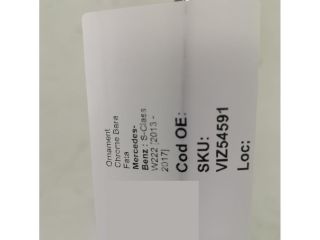 Ornament
Chrome Bara
Fata
Mercedes-
Benz : S-Class
W222 [2013 -
2017]
Cod OE:
SKU:
VIZ54591
Loc: